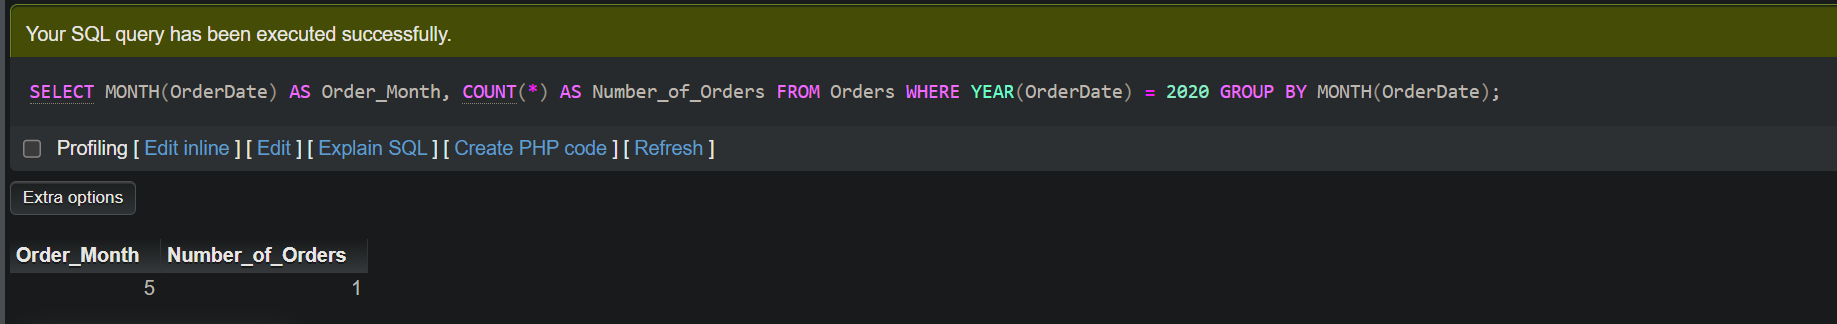 Your SQL query has been executed successfully.
SELECT MONTH(OrderDate) AS Order_Month, COUNT(*) AS Number_of_Orders FROM Orders WHERE YEAR(OrderDate) = 2020 GROUP BY MONTH(OrderDate);
Profiling [ Edit inline ] [ Edit ] [ Explain SQL ] [ Create PHP code ] [ Refresh ]
Extra options
Order_Month Number_of_Orders
5 1